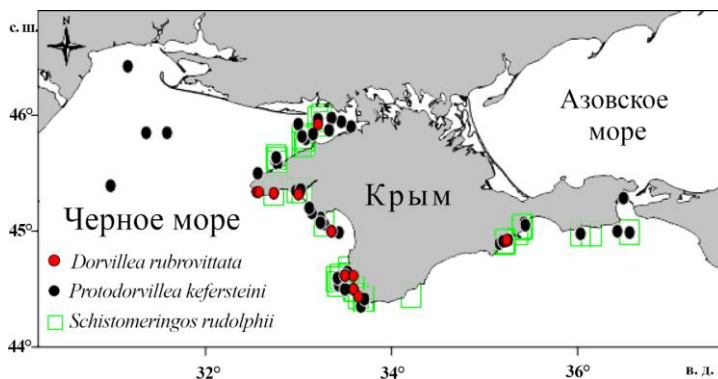 с. ш.
46°
Азовское
море
Крым
Черное море
45°
Dorvillea rubrovittata
Protodorvillea kefersteini
Schistomeringos rudolphii
44°
32°
34°
36°
в. д.